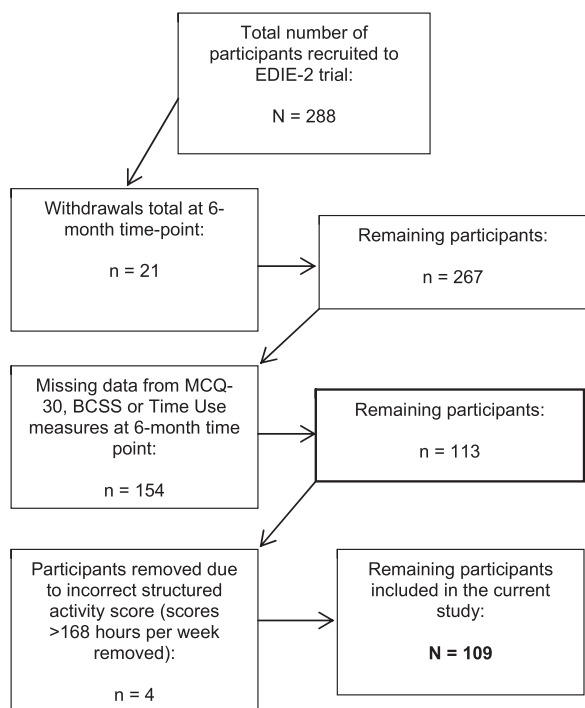 Total number of
participants recruited to
EDIE-2 trial:
N = 288
Withdrawals total at 6-
month time-point:
n = 21
Remaining participants:
n = 267
Missing data from MCQ-
30, BCSS or Time Use
measures at 6-month time
point:
n = 154
Remaining participants:
n = 113
Participants removed due
to incorrect structured
activity score (scores
>168 hours per week
removed):
n = 4
Remaining participants
included in the current
study:
N = 109